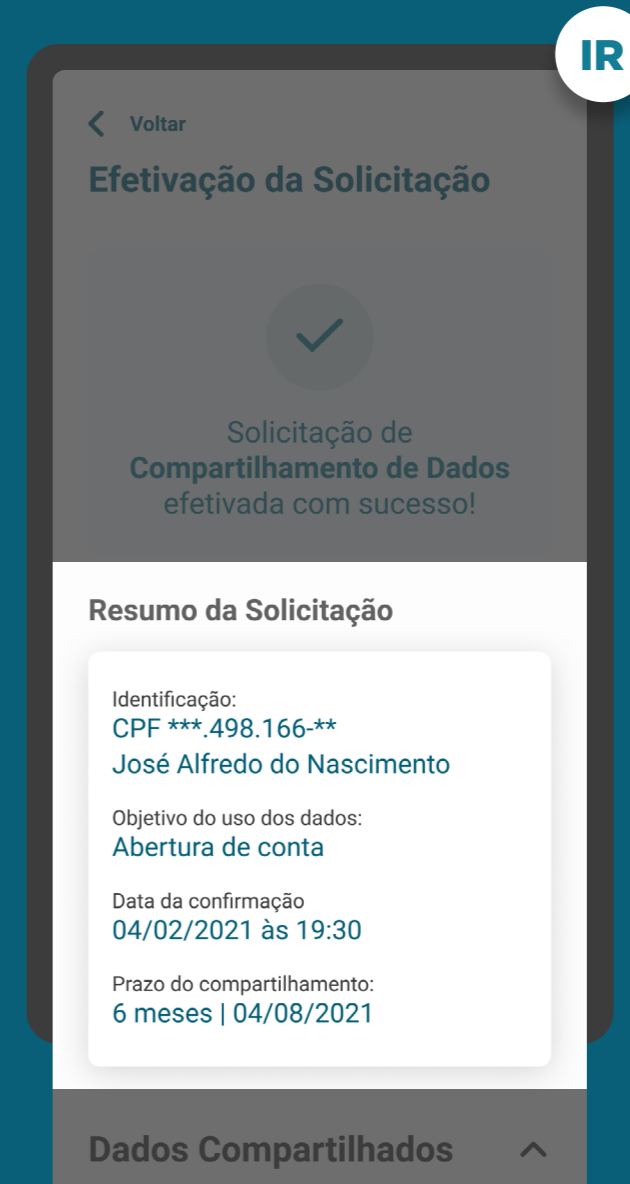 IR
Voltar
Efetivação da Solicitação
Solicitação de
Compartilhamento de Dados
efetivada com sucesso!
Resumo da Solicitação
Identificação:
CPF ***.498.166-**
José Alfredo do Nascimento
Objetivo do uso dos dados:
Abertura de conta
Data da confirmação
04/02/2021 às 19:30
Prazo do compartilhamento:
6 meses | 04/08/2021
Dados Compartilhados